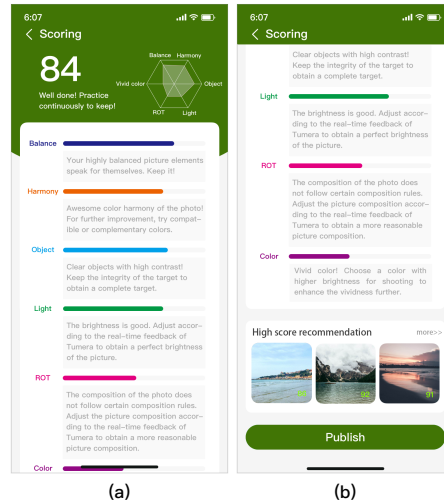 6:07
Scoring
84
Well done! Practice
continuously to keep!
Balance
Harmony
Vivid color
Object
ROT
Light
Balance
Your highly balanced picture elements
speak for themselves. Keep it!
Harmony
Awesome color harmony of the photo!
For further improvement, try compat-
ible or complementary colors.
Object
Clear objects with high contrast!
Keep the integrity of the target to
obtain a complete target.
Light
The brightness is good. Adjust accor-
ding to the real-time feedback of
Tumera to obtain a perfect brightness
of the picture.
ROT
The composition of the photo does
not follow certain composition rules.
Adjust the picture composition accor-
ding to the real-time feedback of
Tumera to obtain a more reasonable
picture composition.
Color
(a)
6:07
Scoring
Clear objects with high contrast!
Keep the integrity of the target to
obtain a complete target.
Light
The brightness is good. Adjust accor-
ding to the real-time feedback of
Tumera to obtain a perfect brightness
of the picture.
ROT
The composition of the photo does
not follow certain composition rules.
Adjust the picture composition accor-
ding to the real-time feedback of
Tumera to obtain a more reasonable
picture composition.
Color
Vivid color! Choose a color with
higher brightness for shooting to
enhance the vividness further.
High score recommendation
more>>
92
91
Publish
(b)